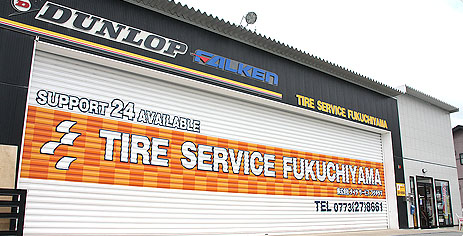 DUNLOP FALKEN
TIRE SERVICE FUKUCHIYAMA
SUPPORT 24 AVAILABLE
TIRE SERVICE FUKUCHIYAMA
TEL 0773(27)8661